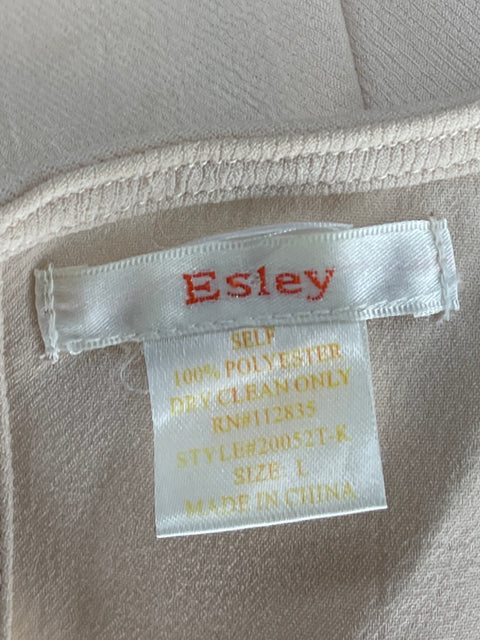 Esley
SELF
100% POLYESTER
DRY CLEAN ONLY
RN#112835
STYLE#20052T-K
SIZE: L
MADE IN CHINA